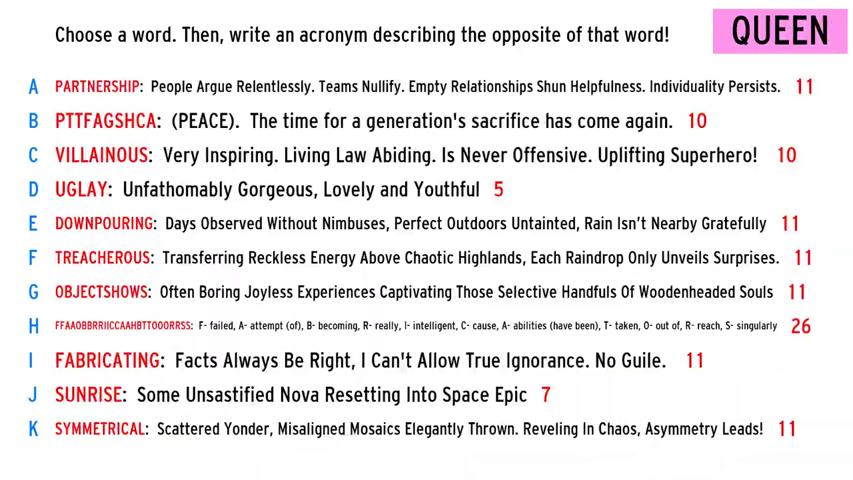 Choose a word. Then, write an acronym describing the opposite of that word!
QUEEN
A PARTNERSHIP: People Argue Relentlessly. Teams Nullify. Empty Relationships Shun Helpfulness. Individuality Persists. 11
B PTTFAGSHCA: (PEACE). The time for a generation's sacrifice has come again. 10
C VILLAINOUS: Very Inspiring. Living Law Abiding. Is Never Offensive. Uplifting Superhero! 10
D UGLAY: Unfathomably Gorgeous, Lovely and Youthful 5
E DOWNPOURING: Days Observed Without Nimbuses, Perfect Outdoors Untainted, Rain Isn't Nearby Gratefully 11
F TREACHEROUS: Transferring Reckless Energy Above Chaotic Highlands, Each Raindrop Only Unveils Surprises. 11
G OBJECTSHOWS: Often Boring Joyless Experiences Captivating Those Selective Handfuls Of Woodenheaded Souls 11
H FFAAOBBRRIICCAAHBTTOOORRSS: F- failed, A- attempt (of), B- becoming, R- really, I- intelligent, C- cause, A- abilities (have been), T- taken, O- out of, R- reach, S- singularly 26
I FABRICATING: Facts Always Be Right, I Can't Allow True Ignorance. No Guile. 11
J SUNRISE: Some Unsastified Nova Resetting Into Space Epic 7
K SYMMETRICAL: Scattered Yonder, Misaligned Mosaics Elegantly Thrown. Reveling In Chaos, Asymmetry Leads! 11